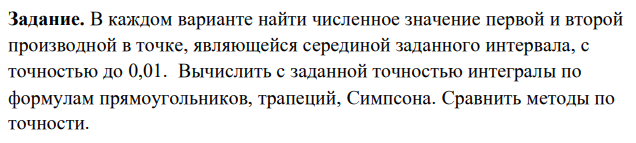 Задание. В каждом варианте найти численное значение первой и второй
производной в точке, являющейся серединой заданного интервала, с
точностью до 0,01.  Вычислить с заданной точностью интегралы по
формулам прямоугольников, трапеций, Симпсона. Сравнить методы по
точности.